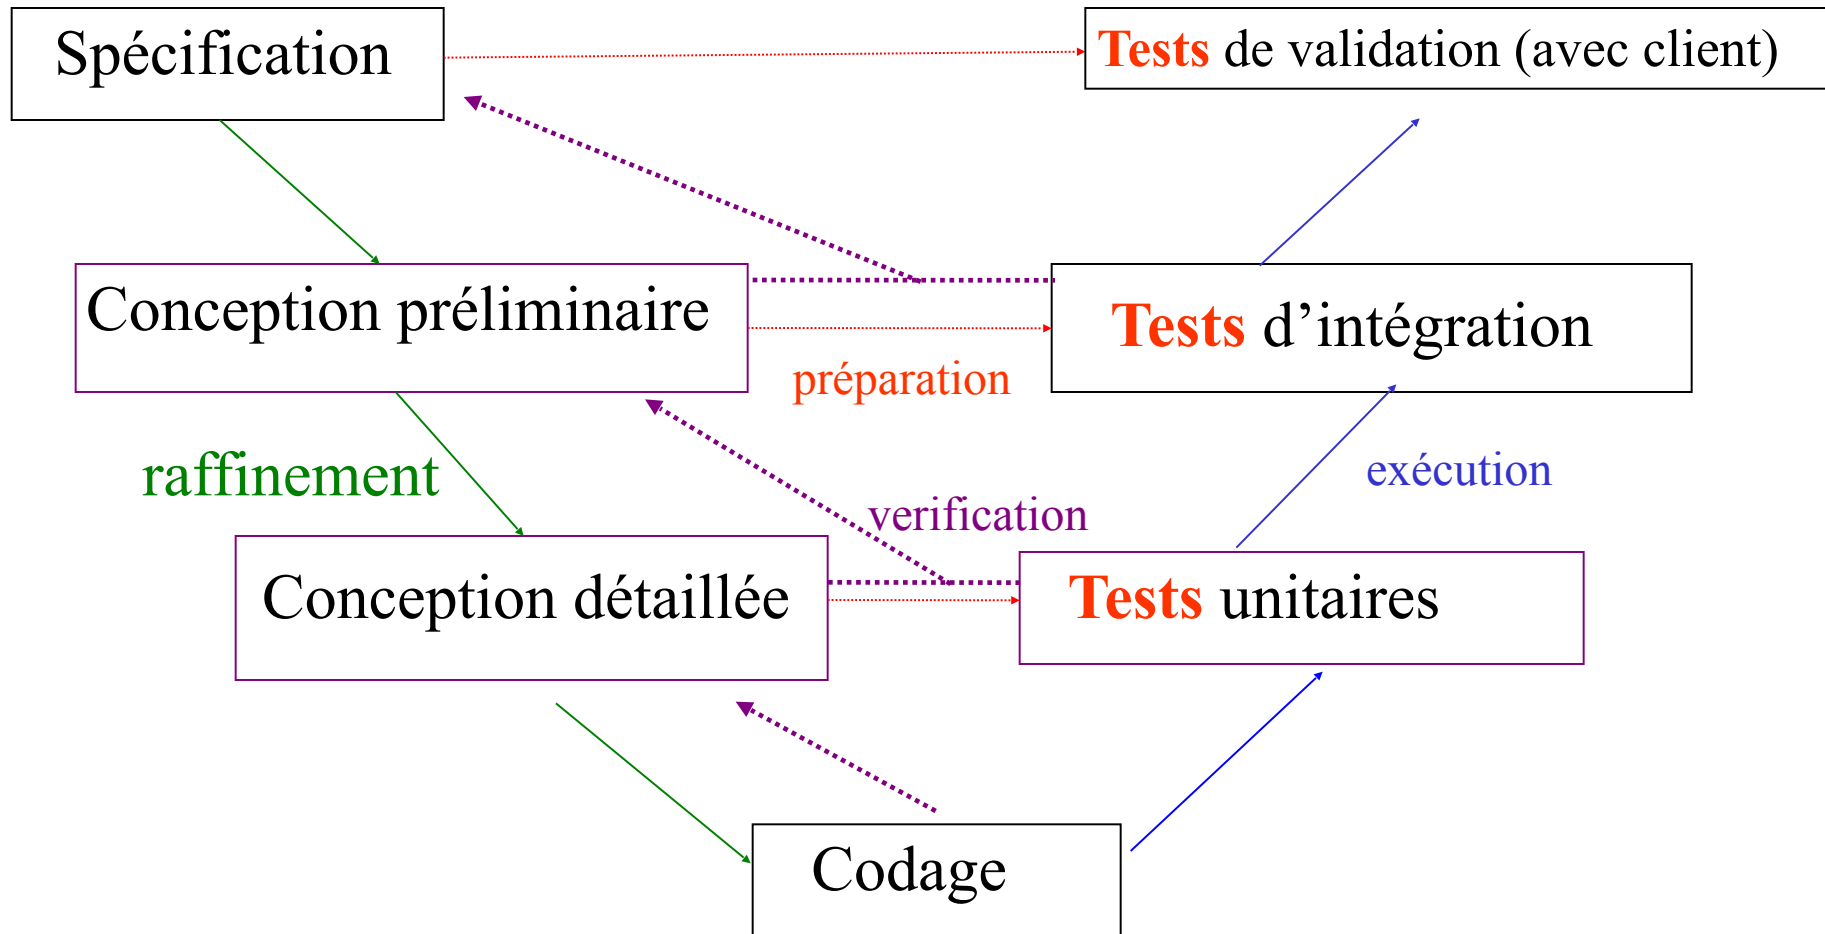 Spécification
Tests de validation (avec client)
Conception préliminaire
Tests d’intégration
préparation
raffinement
exécution
verification
Conception détaillée
Tests unitaires
Codage